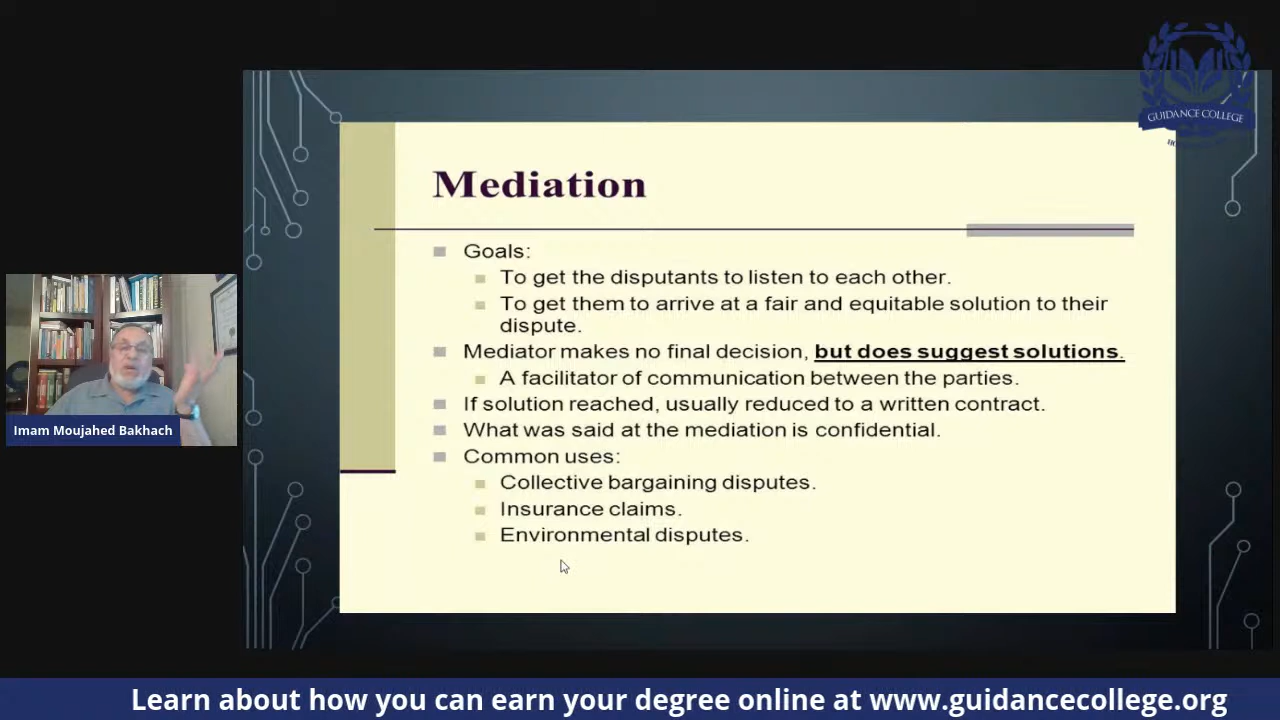 GUIDANCE COLLEGE
Mediation
Goals:
To get the disputants to listen to each other.
To get them to arrive at a fair and equitable solution to their
dispute.
Mediator makes no final decision, but does suggest solutions.
A facilitator of communication between the parties.
If solution reached, usually reduced to a written contract.
What was said at the mediation is confidential.
Common uses:
Collective bargaining disputes.
Insurance claims.
Environmental disputes.
Imam Moujahed Bakhach
Learn about how you can earn your degree online at www.guidancecollege.org